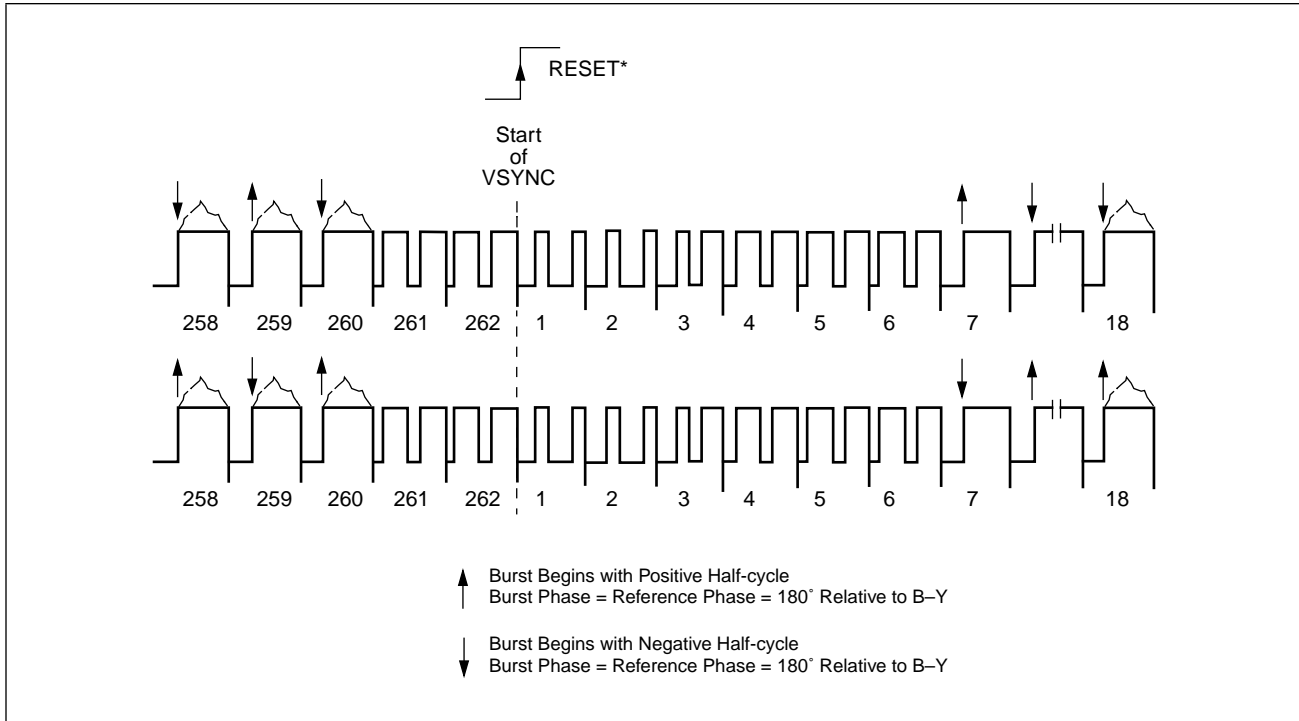 RESET*
Start
of
VSYNC
258 259 260 261 262 1 2 3 4 5 6 7 18
258 259 260 261 262 1 2 3 4 5 6 7 18
Burst Begins with Positive Half-cycle
Burst Phase = Reference Phase = 180° Relative to B–Y
Burst Begins with Negative Half-cycle
Burst Phase = Reference Phase = 180° Relative to B–Y